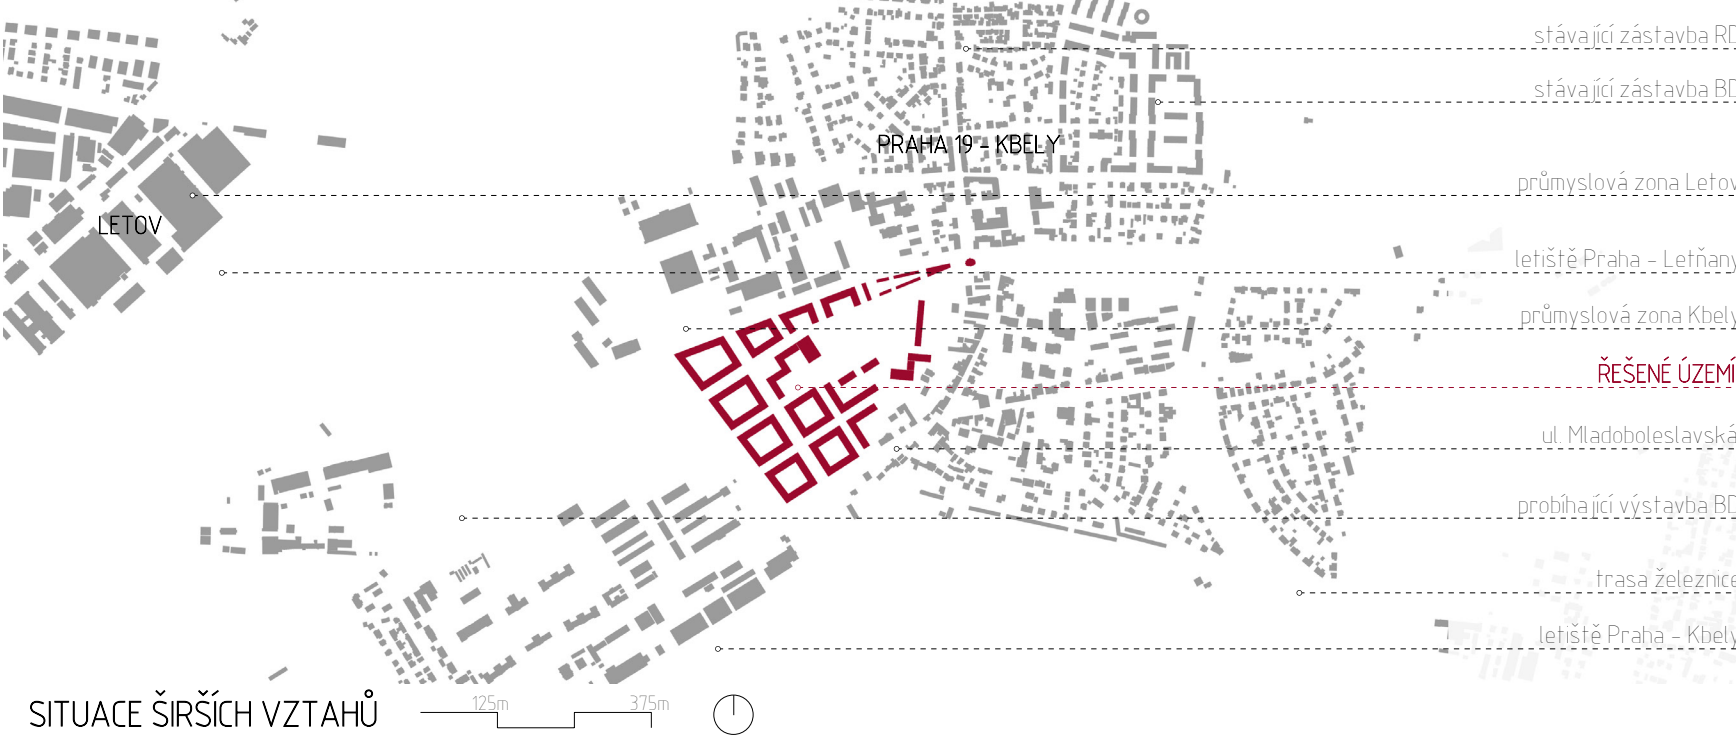 stávající zástavba RD
stávající zástavba BD
PRAHA 19 - KBELY
průmyslová zona Letov
LETOV
letiště Praha - Letňany
průmyslová zona Kbely
ŘEŠENÉ ÚZEMÍ
ul. Mladoboleslavská
probíhající výstavba BD
trasa železnice
letiště Praha - Kbely
SITUACE ŠIRŠÍCH VZTAHŮ
125m
375m